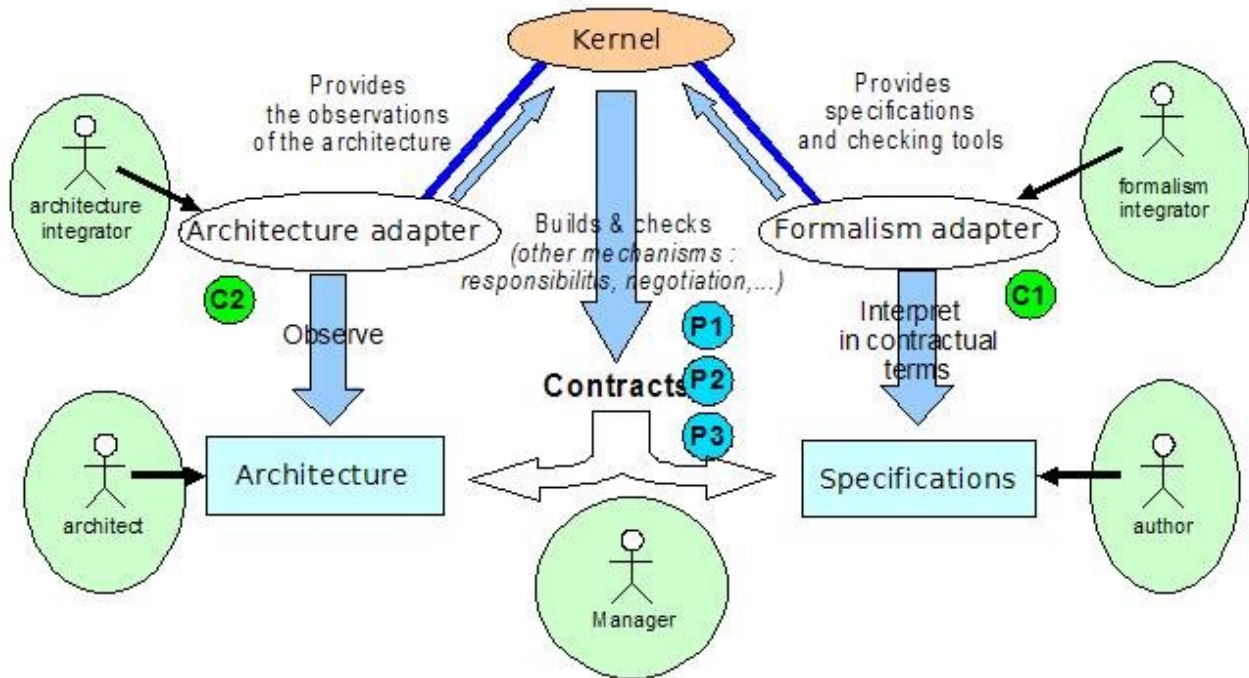 Kernel
Provides
the observations
of the architecture
Provides
specifications
and checking tools
architecture
integrator
formalism
integrator
Architecture adapter
Builds & checks
(other mechanisms :
responsibilitis, negotiation,...)
Formalism adapter
C2
C1
Observe
P1
Interpret
in contractual
terms
Contracts
P2
P3
Architecture
Specifications
architect
author
Manager